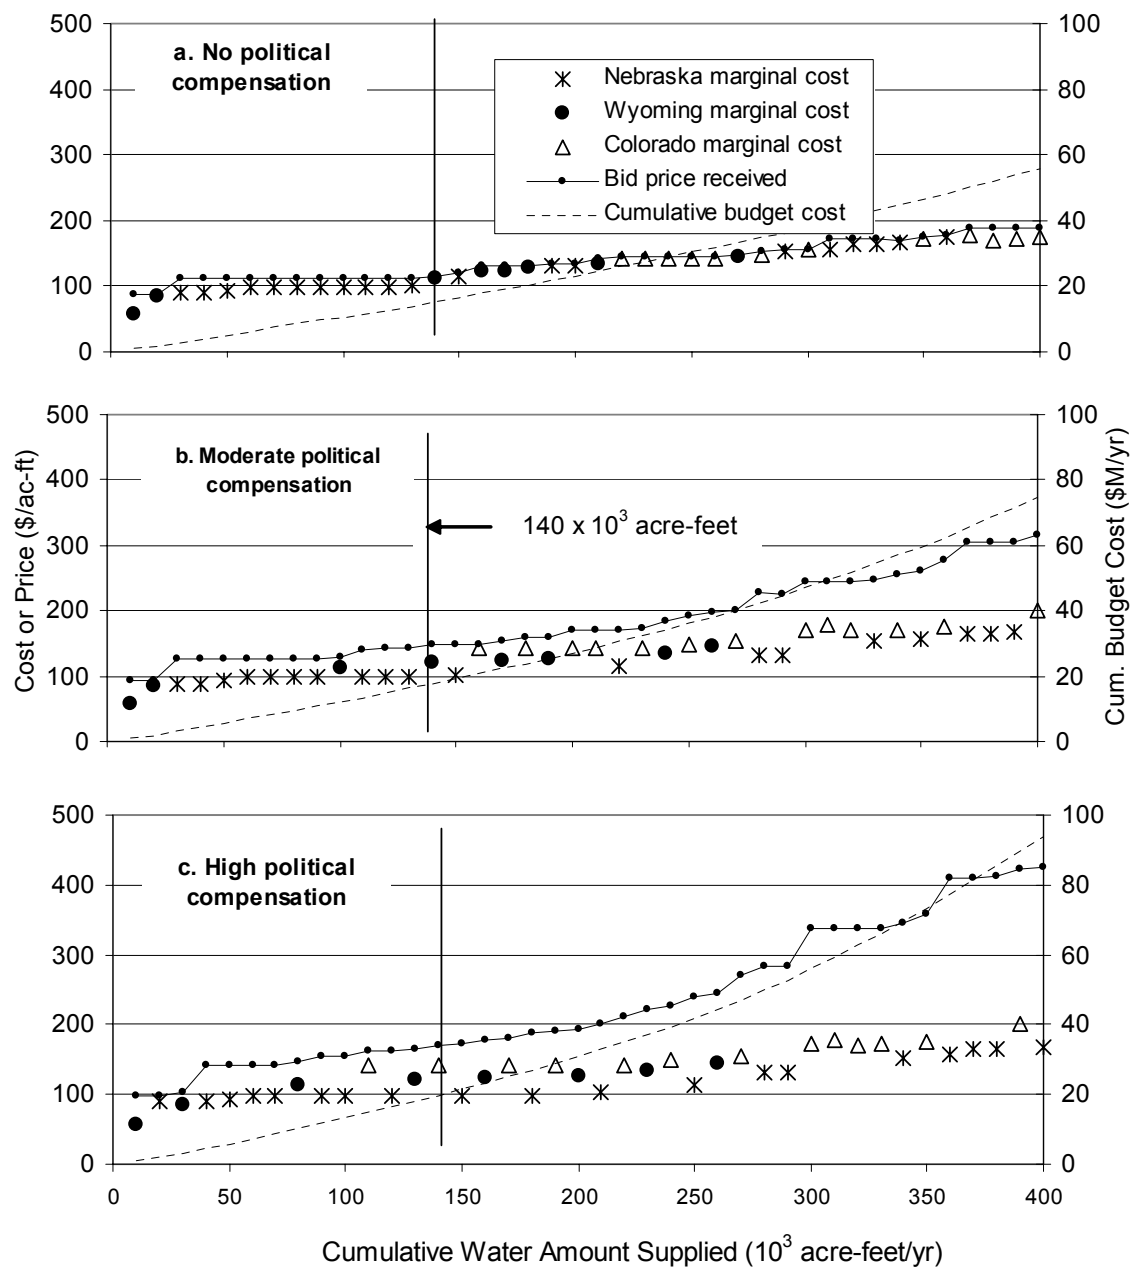 500
400
300
200
100
0
a. No political
compensation
Nebraska marginal cost
Wyoming marginal cost
Colorado marginal cost
Bid price received
Cumulative budget cost
100
80
60
40
20
0
Cost or Price ($/ac-ft)
500
400
300
200
100
0
b. Moderate political
compensation
140 x 10³ acre-feet
100
80
60
40
20
0
Cum. Budget Cost ($M/yr)
500
400
300
200
100
0
c. High political
compensation
100
80
60
40
20
0
0 50 100 150 200 250 300 350 400
Cumulative Water Amount Supplied (10³ acre-feet/yr)